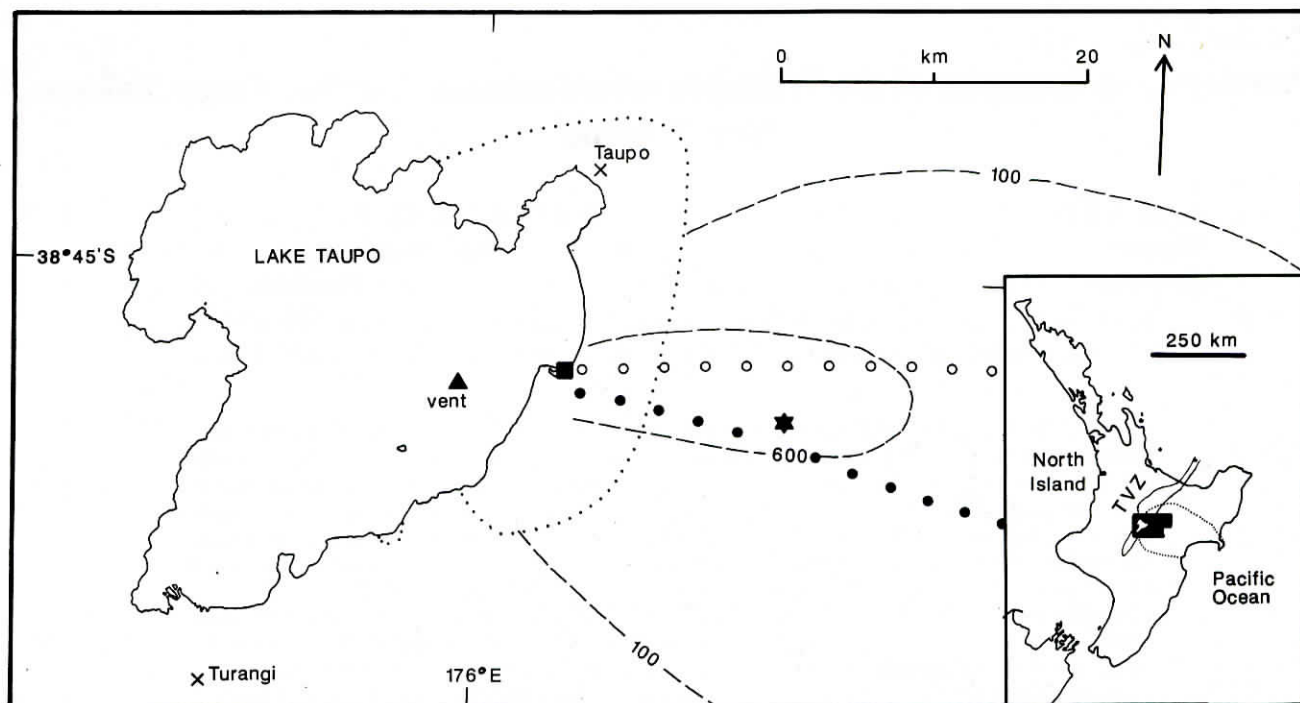 0 km 20
N
Taupo
100
38°45'S
LAKE TAUPO
250 km
vent
600
North
Island
TVZ
Pacific
Ocean
100
Turangi
176°E